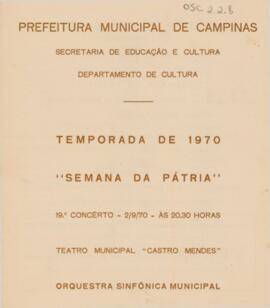 OSC 2.2.8
PREFEITURA MUNICIPAL DE CAMPINAS
SECRETARIA DE EDUCAÇÃO E CULTURA
DEPARTAMENTO DE CULTURA
TEMPORADA DE 1970
"SEMANA DA PÁTRIA"
19.º CONCÊRTO - 2/9/70 - ÀS 20,30 HORAS
TEATRO MUNICIPAL "CASTRO MENDES"
ORQUESTRA SINFÔNICA MUNICIPAL